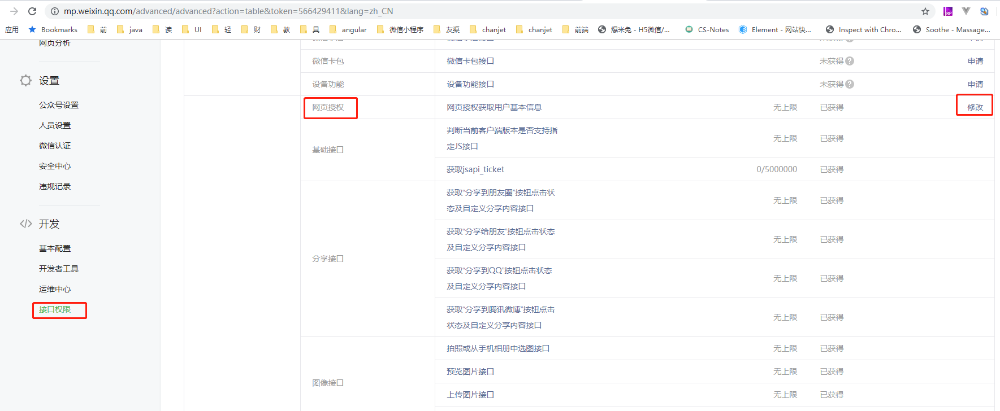 mp.weixin.qq.com/advanced/advanced?action=table&token=566429411&lang=zh_CN
应用 Bookmarks 前 java 读 UI 轻 财 教 具 angular 微信小程序 友渠 chanjet chanjet 前端 爆米兔 - H5微信/... CS-Notes Element - 网站快... Inspect with Chro... Soothe - Massage...
网页分析
设置
公众号设置
人员设置
微信认证
安全中心
违规记录
开发
基本配置
开发者工具
运维中心
接口权限
微信卡包 微信卡包接口 未获得 ? 申请
设备功能 设备功能接口 未获得 ? 申请
网页授权 网页授权获取用户基本信息 无上限 已获得 修改
基础接口
判断当前客户端版本是否支持指
定JS接口
无上限 已获得
获取jsapi_ticket 0/5000000 已获得
分享接口
获取“分享到朋友圈”按钮点击状
态及自定义分享内容接口
无上限 已获得
获取“分享给朋友”按钮点击状态
及自定义分享内容接口
无上限 已获得
获取“分享到QQ”按钮点击状态
及自定义分享内容接口
无上限 已获得
获取“分享到腾讯微博”按钮点击
状态及自定义分享内容接口
无上限 已获得
图像接口
拍照或从手机相册中选图接口 无上限 已获得
预览图片接口 无上限 已获得
上传图片接口 无上限 已获得